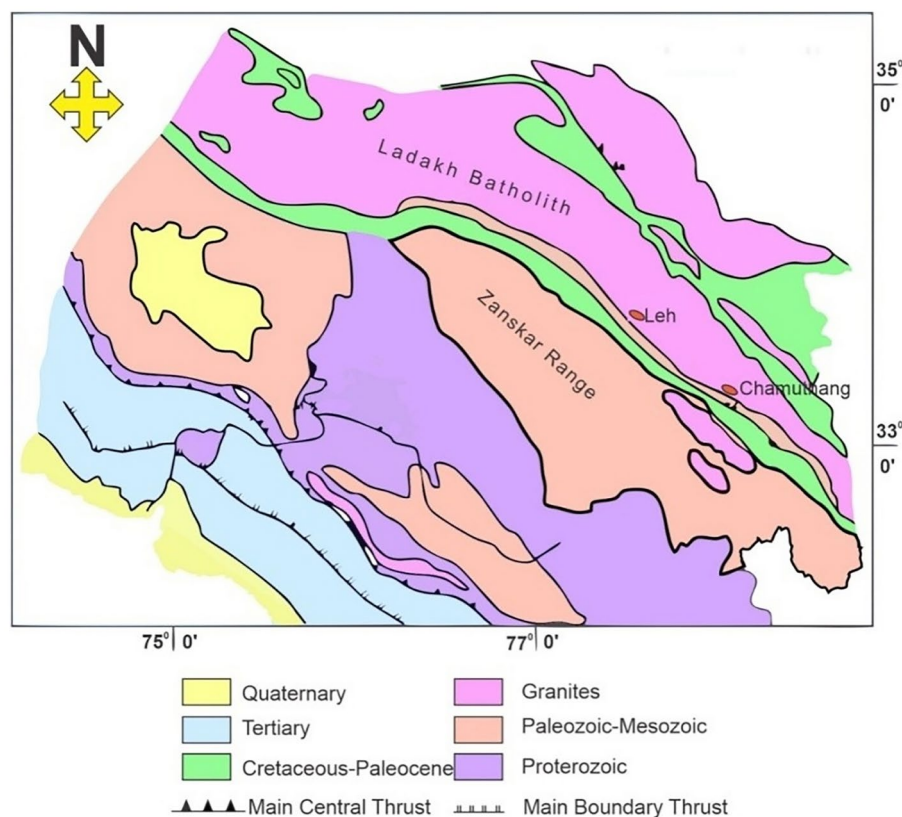 N
35°
0'
Ladakh Batholith
Zanskar Range
Leh
Chamuthang
33°
0'
75° 0'
77° 0'
Quaternary
Granites
Tertiary
Paleozoic-Mesozoic
Cretaceous-Paleocene
Proterozoic
Main Central Thrust
Main Boundary Thrust